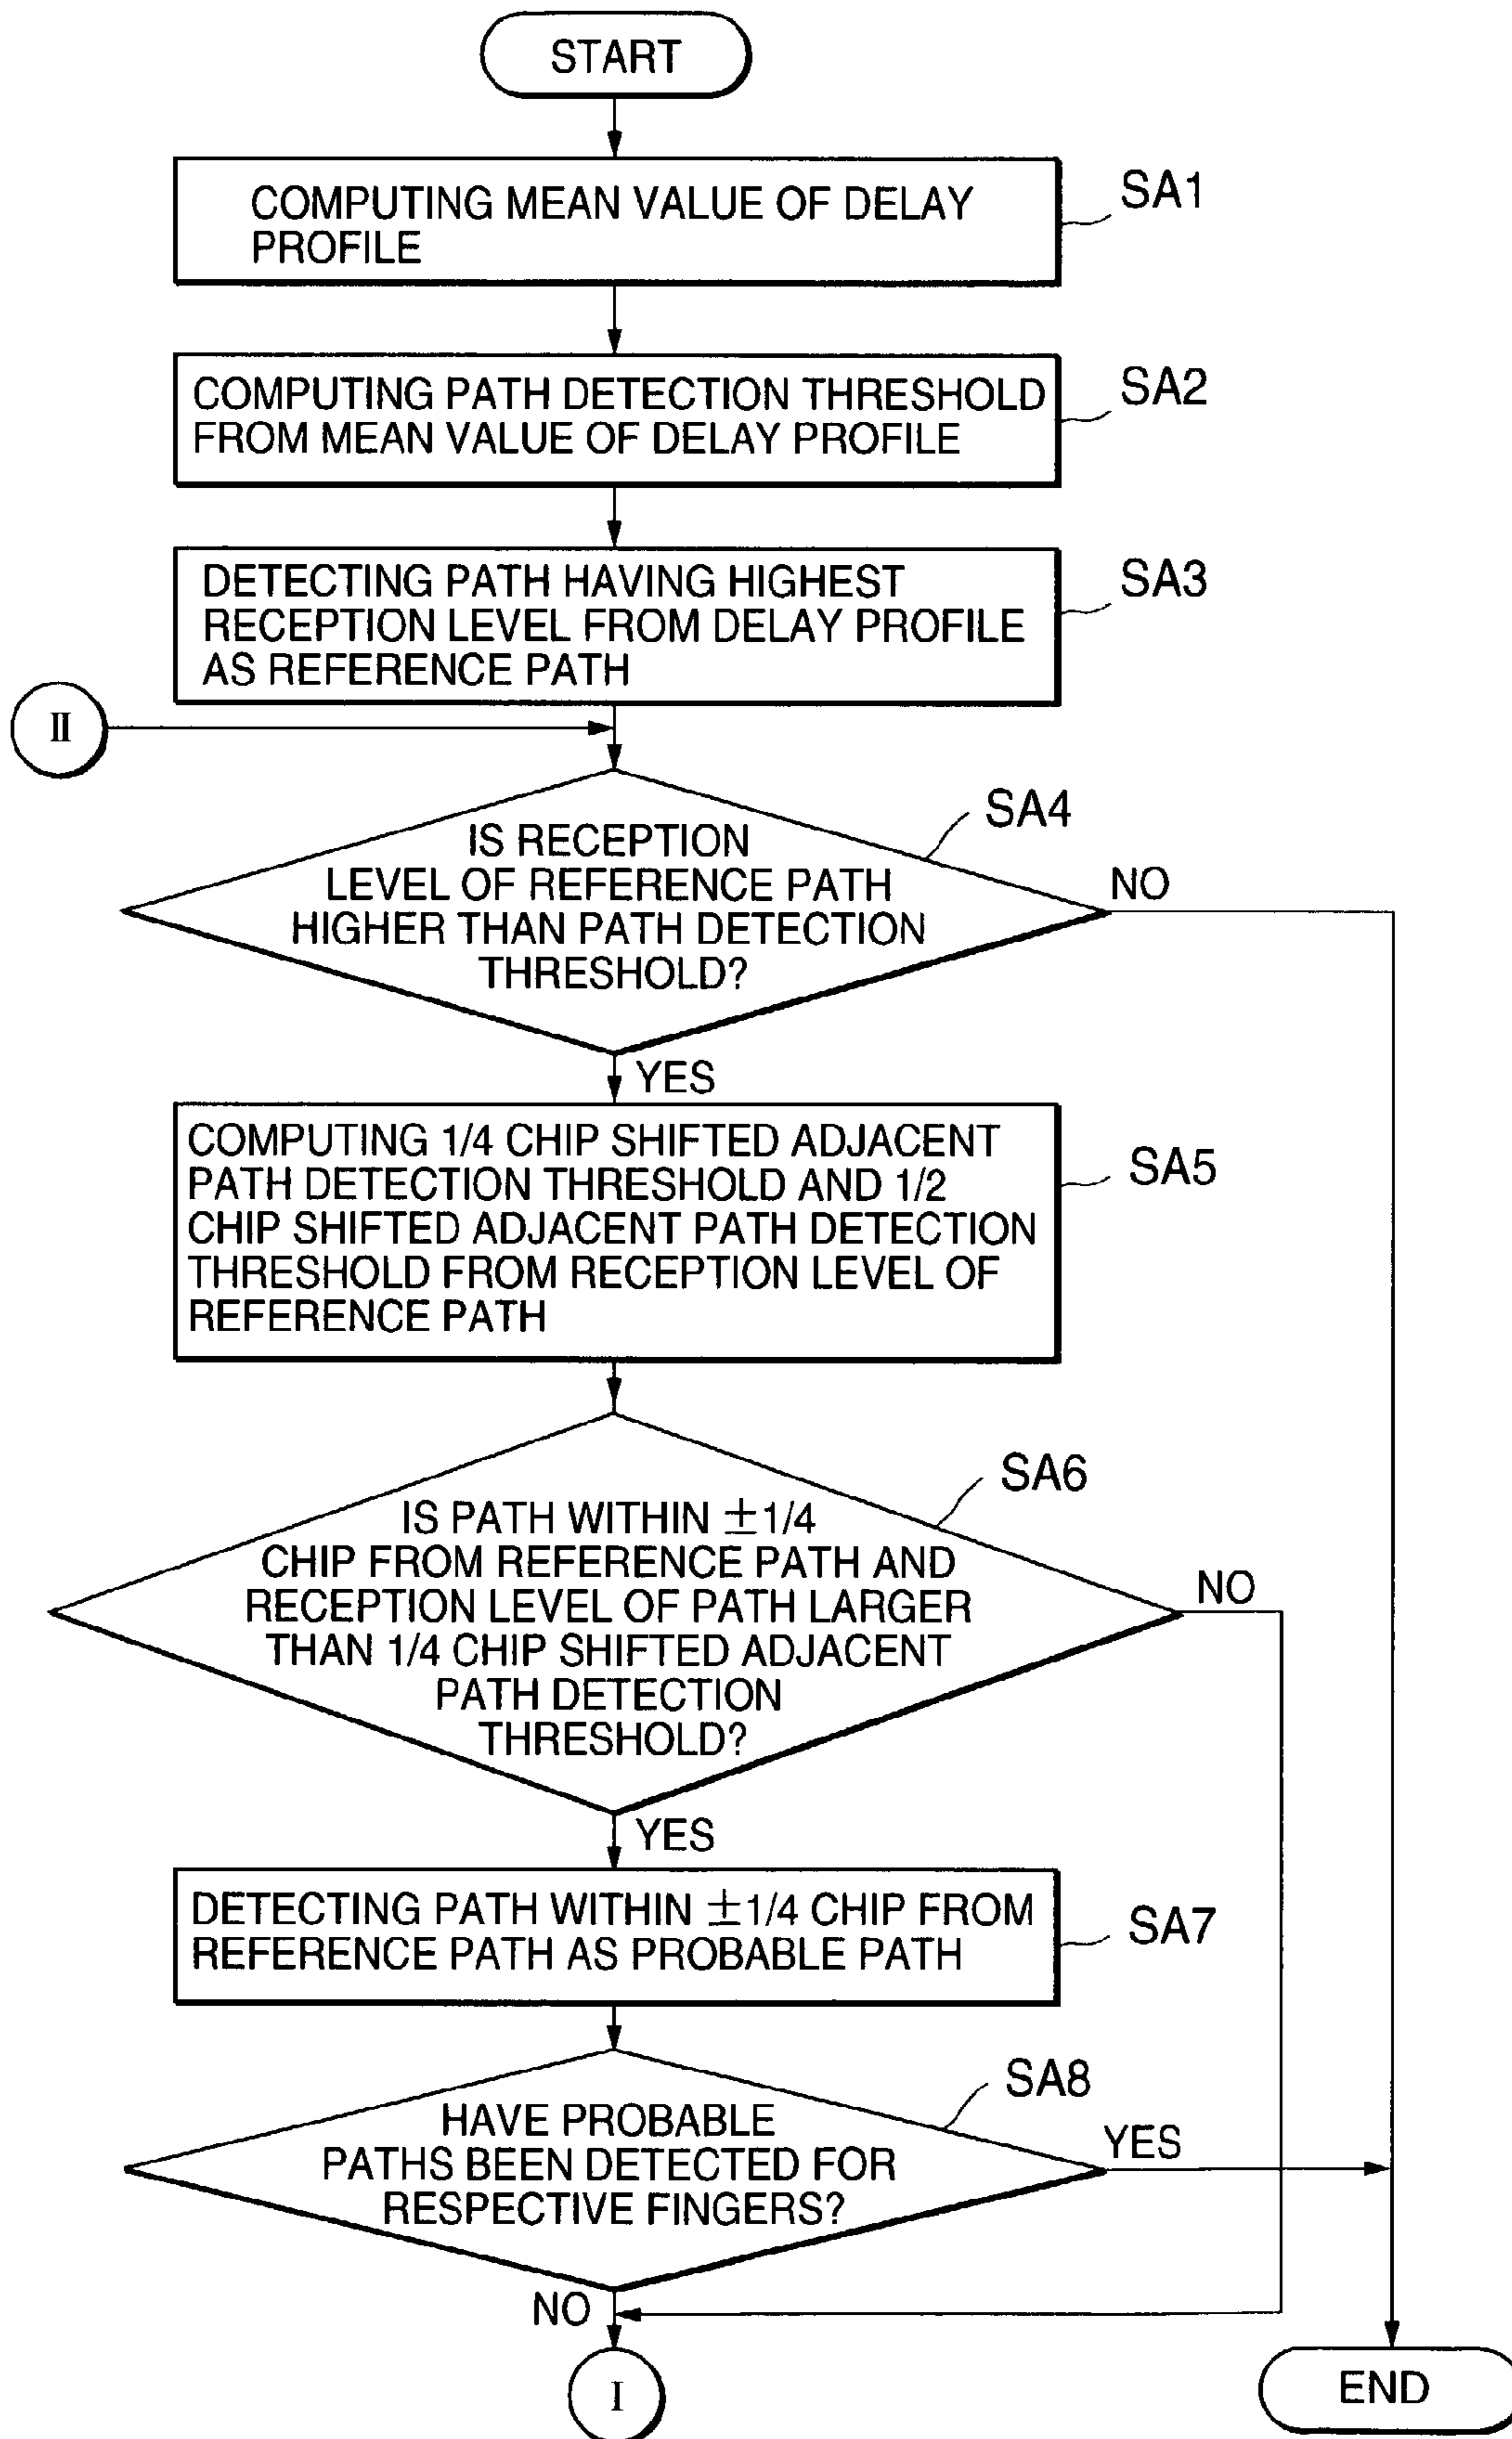 START
COMPUTING MEAN VALUE OF DELAY
PROFILE
SA1
COMPUTING PATH DETECTION THRESHOLD
FROM MEAN VALUE OF DELAY PROFILE
SA2
DETECTING PATH HAVING HIGHEST
RECEPTION LEVEL FROM DELAY PROFILE
AS REFERENCE PATH
SA3
II
IS RECEPTION
LEVEL OF REFERENCE PATH
HIGHER THAN PATH DETECTION
THRESHOLD?
SA4
NO
YES
COMPUTING 1/4 CHIP SHIFTED ADJACENT
PATH DETECTION THRESHOLD AND 1/2
CHIP SHIFTED ADJACENT PATH DETECTION
THRESHOLD FROM RECEPTION LEVEL OF
REFERENCE PATH
SA5
IS PATH WITHIN ±1/4
CHIP FROM REFERENCE PATH AND
RECEPTION LEVEL OF PATH LARGER
THAN 1/4 CHIP SHIFTED ADJACENT
PATH DETECTION
THRESHOLD?
SA6
NO
YES
DETECTING PATH WITHIN ±1/4 CHIP FROM
REFERENCE PATH AS PROBABLE PATH
SA7
HAVE PROBABLE
PATHS BEEN DETECTED FOR
RESPECTIVE FINGERS?
SA8
YES
NO
I
END